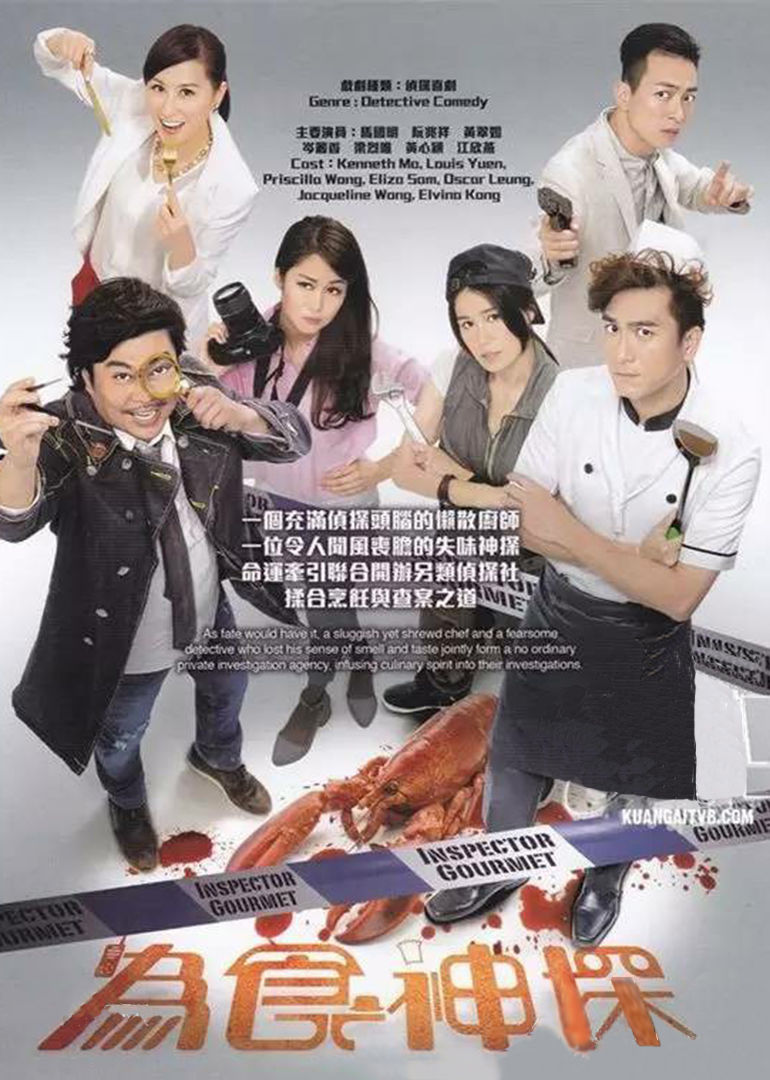 戲劇種類：偵探喜劇
Genre : Detective Comedy
主要演員：馬國明 阮兆祥 黃翠如
岑麗香 梁烈唯 黃心穎 江欣燕
Cast : Kenneth Ma, Louis Yuen,
Priscilla Wong, Eliza Sam, Oscar Leung,
Jacqueline Wong, Elvina Kong
一個充滿偵探頭腦的懶散廚師
一位令人聞風喪膽的失味神探
命運牽引聯合開辦另類偵探社
揉合烹飪與查案之道
As fate would have it, a sluggish yet shrewd chef and a fearsome
detective who lost his sense of smell and taste jointly form a no ordinary
private investigation agency, infusing culinary spirit into their investigations.
KUANGAITVB.COM
INSPECTOR
GOURMET
INSPECTOR
GOURMET
為食神探